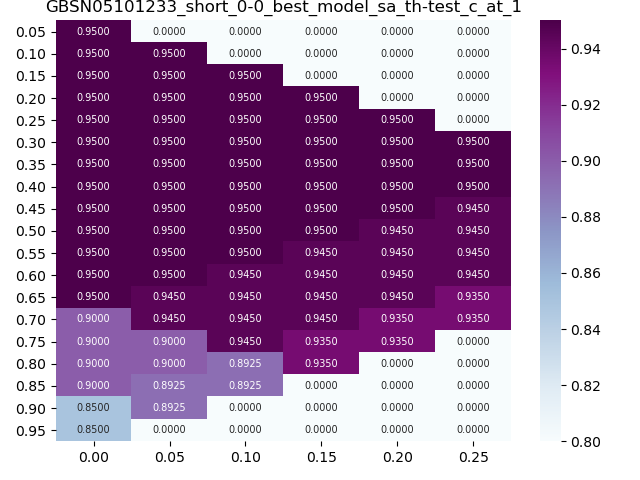 GBSN05101233_short_0-0_best_model_sa_th-test_c_at_1
0.05 0.9500 0.0000 0.0000 0.0000 0.0000 0.0000
0.10 0.9500 0.9500 0.0000 0.0000 0.0000 0.0000
0.15 0.9500 0.9500 0.9500 0.0000 0.0000 0.0000
0.20 0.9500 0.9500 0.9500 0.9500 0.0000 0.0000
0.25 0.9500 0.9500 0.9500 0.9500 0.9500 0.0000
0.30 0.9500 0.9500 0.9500 0.9500 0.9500 0.9500
0.35 0.9500 0.9500 0.9500 0.9500 0.9500 0.9500
0.40 0.9500 0.9500 0.9500 0.9500 0.9500 0.9500
0.45 0.9500 0.9500 0.9500 0.9500 0.9500 0.9450
0.50 0.9500 0.9500 0.9500 0.9500 0.9450 0.9450
0.55 0.9500 0.9500 0.9500 0.9450 0.9450 0.9450
0.60 0.9500 0.9500 0.9450 0.9450 0.9450 0.9450
0.65 0.9500 0.9450 0.9450 0.9450 0.9450 0.9350
0.70 0.9000 0.9450 0.9450 0.9450 0.9350 0.9350
0.75 0.9000 0.9000 0.9450 0.9350 0.9350 0.0000
0.80 0.9000 0.9000 0.8925 0.9350 0.0000 0.0000
0.85 0.9000 0.8925 0.8925 0.0000 0.0000 0.0000
0.90 0.8500 0.8925 0.0000 0.0000 0.0000 0.0000
0.95 0.8500 0.0000 0.0000 0.0000 0.0000 0.0000
0.00 0.05 0.10 0.15 0.20 0.25
0.94
0.92
0.90
0.88
0.86
0.84
0.82
0.80